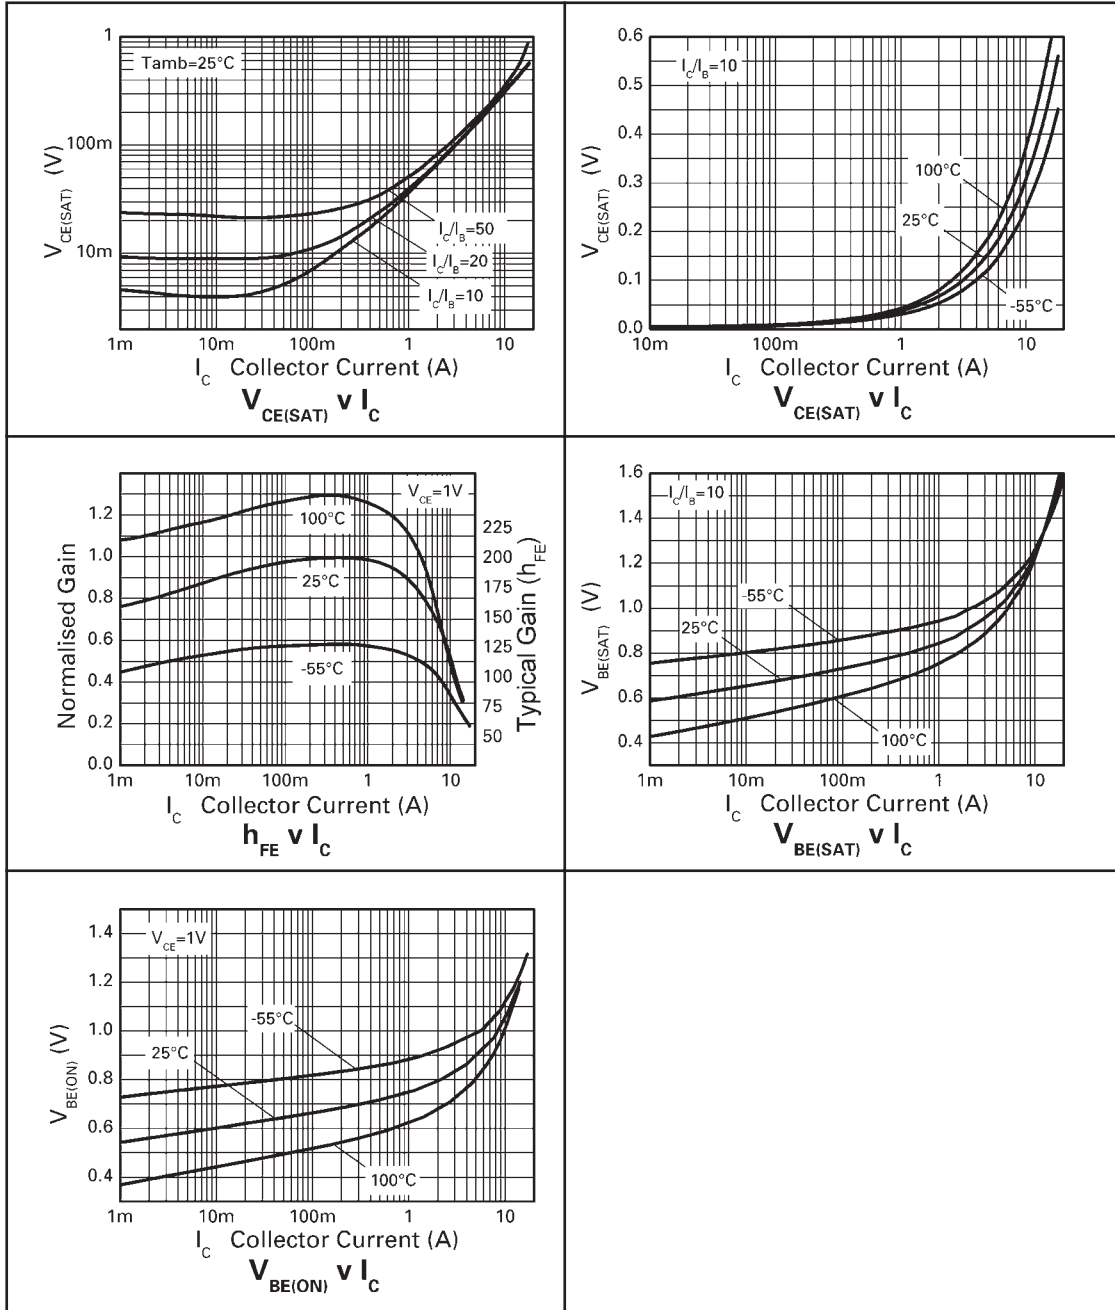 1
100m
10m
V_CE(SAT) (V)
Tamb=25°C
I_C/I_B=50
I_C/I_B=20
I_C/I_B=10
1m 10m 100m 1 10
I_C Collector Current (A)
V_CE(SAT) v I_C
0.6
0.5
0.4
0.3
0.2
0.1
0.0
V_CE(SAT) (V)
I_C/I_B=10
100°C
25°C
-55°C
10m 100m 1 10
I_C Collector Current (A)
V_CE(SAT) v I_C
1.2
1.0
0.8
0.6
0.4
0.2
0.0
Normalised Gain
V_CE=1V
100°C
25°C
-55°C
225
200
175
150
125
100
75
50
Typical Gain (h_FE)
1m 10m 100m 1 10
I_C Collector Current (A)
h_FE v I_C
1.6
1.4
1.2
1.0
0.8
0.6
0.4
V_BE(SAT) (V)
I_C/I_B=10
-55°C
25°C
100°C
1m 10m 100m 1 10
I_C Collector Current (A)
V_BE(SAT) v I_C
1.4
1.2
1.0
0.8
0.6
0.4
V_BE(ON) (V)
V_CE=1V
-55°C
25°C
100°C
1m 10m 100m 1 10
I_C Collector Current (A)
V_BE(ON) v I_C